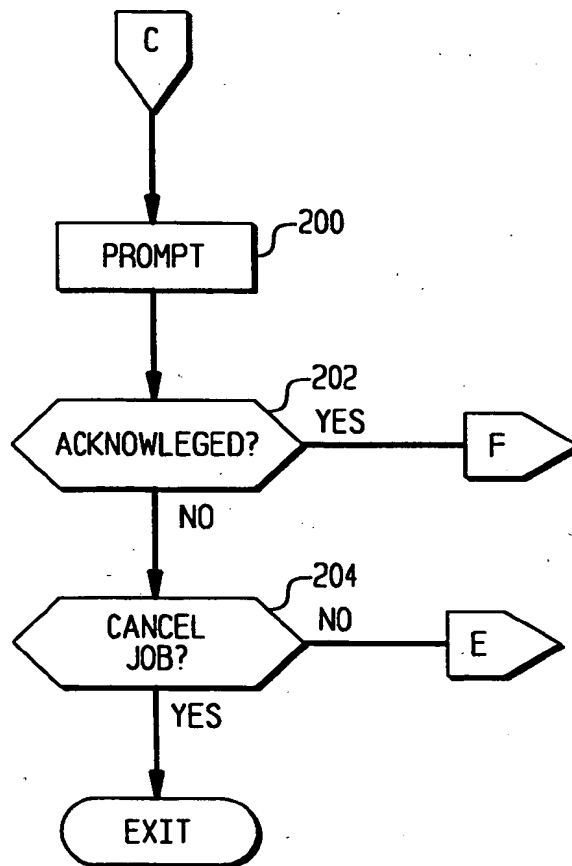 C
PROMPT
200
202
ACKNOWLEGED?
YES
F
NO
204
CANCEL
JOB?
NO
E
YES
EXIT